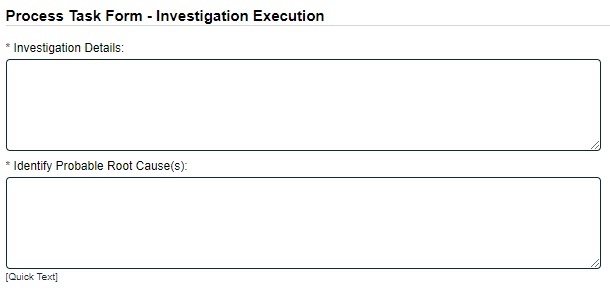 Process Task Form - Investigation Execution
* Investigation Details:
* Identify Probable Root Cause(s):
[Quick Text]